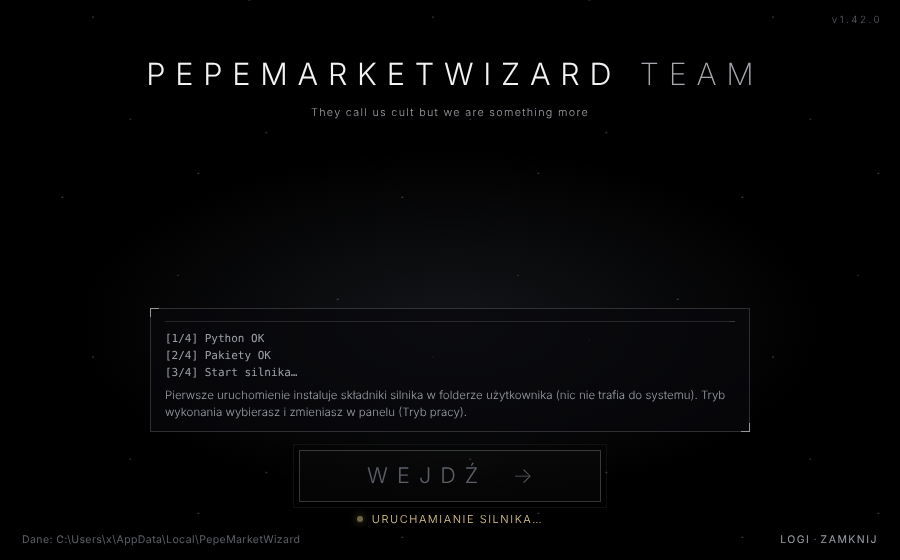 v1.42.0
PEPEMARKETWIZARD TEAM
They call us cult but we are something more
[1/4] Python OK
[2/4] Pakiety OK
[3/4] Start silnika…
Pierwsze uruchomienie instaluje składniki silnika w folderze użytkownika (nic nie trafia do systemu). Tryb
wykonania wybierasz i zmieniasz w panelu (Tryb pracy).
WEJDŹ →
URUCHAMIANIE SILNIKA…
Dane: C:\Users\x\AppData\Local\PepeMarketWizard
LOGI · ZAMKNIJ